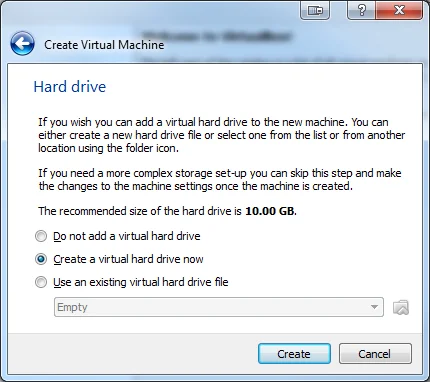 Welcome to VirtualBox!
Create Virtual Machine
Hard drive
If you wish you can add a virtual hard drive to the new machine. You can
either create a new hard drive file or select one from the list or from another
location using the folder icon.
If you need a more complex storage set-up you can skip this step and make
the changes to the machine settings once the machine is created.
The recommended size of the hard drive is 10.00 GB.
Do not add a virtual hard drive
Create a virtual hard drive now
Use an existing virtual hard drive file
Empty
Create
Cancel